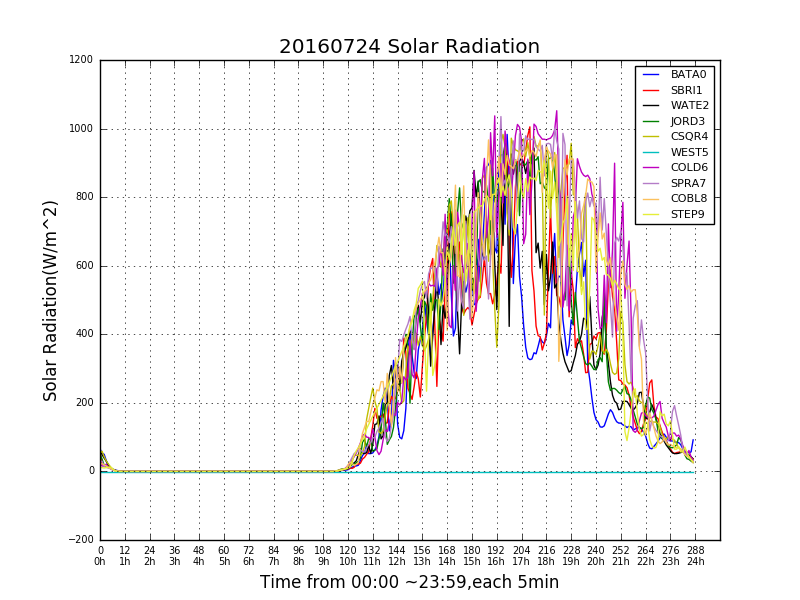 20160724 Solar Radiation
1200
1000
800
600
400
200
0
−200
Solar Radiation(W/m^2)
BATA0
SBRI1
WATE2
JORD3
CSQR4
WEST5
COLD6
SPRA7
COBL8
STEP9
0 12 24 36 48 60 72 84 96 108 120 132 144 156 168 180 192 204 216 228 240 252 264 276 288
0h 1h 2h 3h 4h 5h 6h 7h 8h 9h 10h 11h 12h 13h 14h 15h 16h 17h 18h 19h 20h 21h 22h 23h 24h
Time from 00:00 ~23:59,each 5min